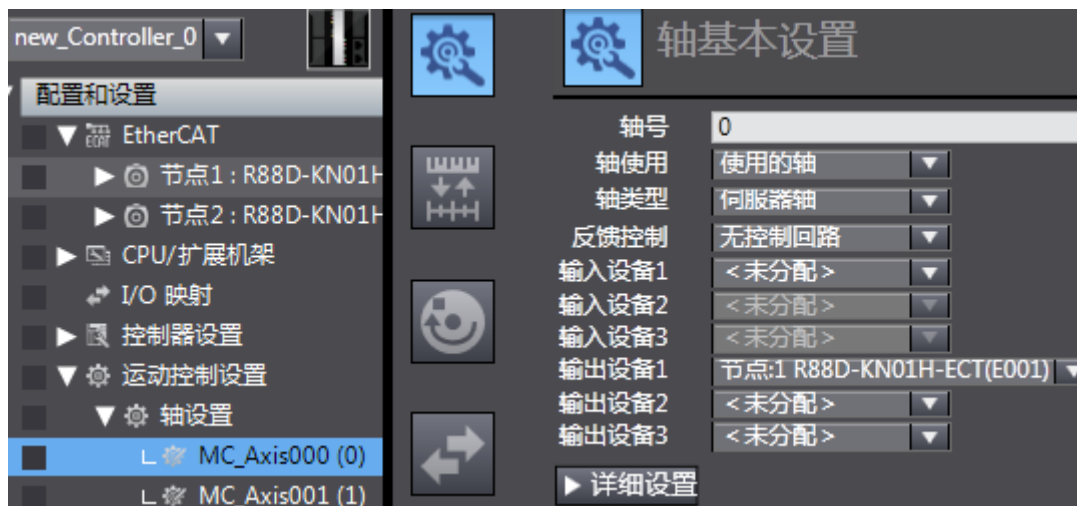 new_Controller_0
配置和设置
EtherCAT
节点1 : R88D-KN01H
节点2 : R88D-KN01H
CPU/扩展机架
I/O 映射
控制器设置
运动控制设置
轴设置
MC_Axis000 (0)
MC_Axis001 (1)
轴基本设置
轴号 0
轴使用 使用的轴
轴类型 伺服器轴
反馈控制 无控制回路
输入设备1 <未分配>
输入设备2 <未分配>
输入设备3 <未分配>
输出设备1 节点:1 R88D-KN01H-ECT(E001)
输出设备2 <未分配>
输出设备3 <未分配>
详细设置